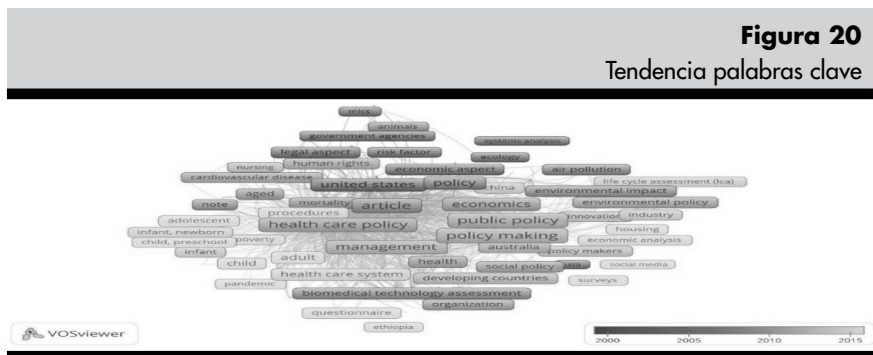 Figura 20
Tendencia palabras clave
mics
animals
government agencies
systems analysis
legal aspect
risk factor
ecology
nursing
human rights
economic aspect
air pollution
cardiovascular disease
united states
policy
china
life cycle assessment (lca)
environmental impact
aged
note
mortality
article
economics
environmental policy
adolescent
procedures
public policy
innovation
industry
health care policy
infant, newborn
policy making
housing
child, preschool
poverty
management
australia
economic analysis
infant
policy makers
child
adult
health
social policy
social media
health care system
developing countries
surveys
pandemic
biomedical technology assessment
organization
questionnaire
ethiopia
VOSviewer
2000 2005 2010 2015